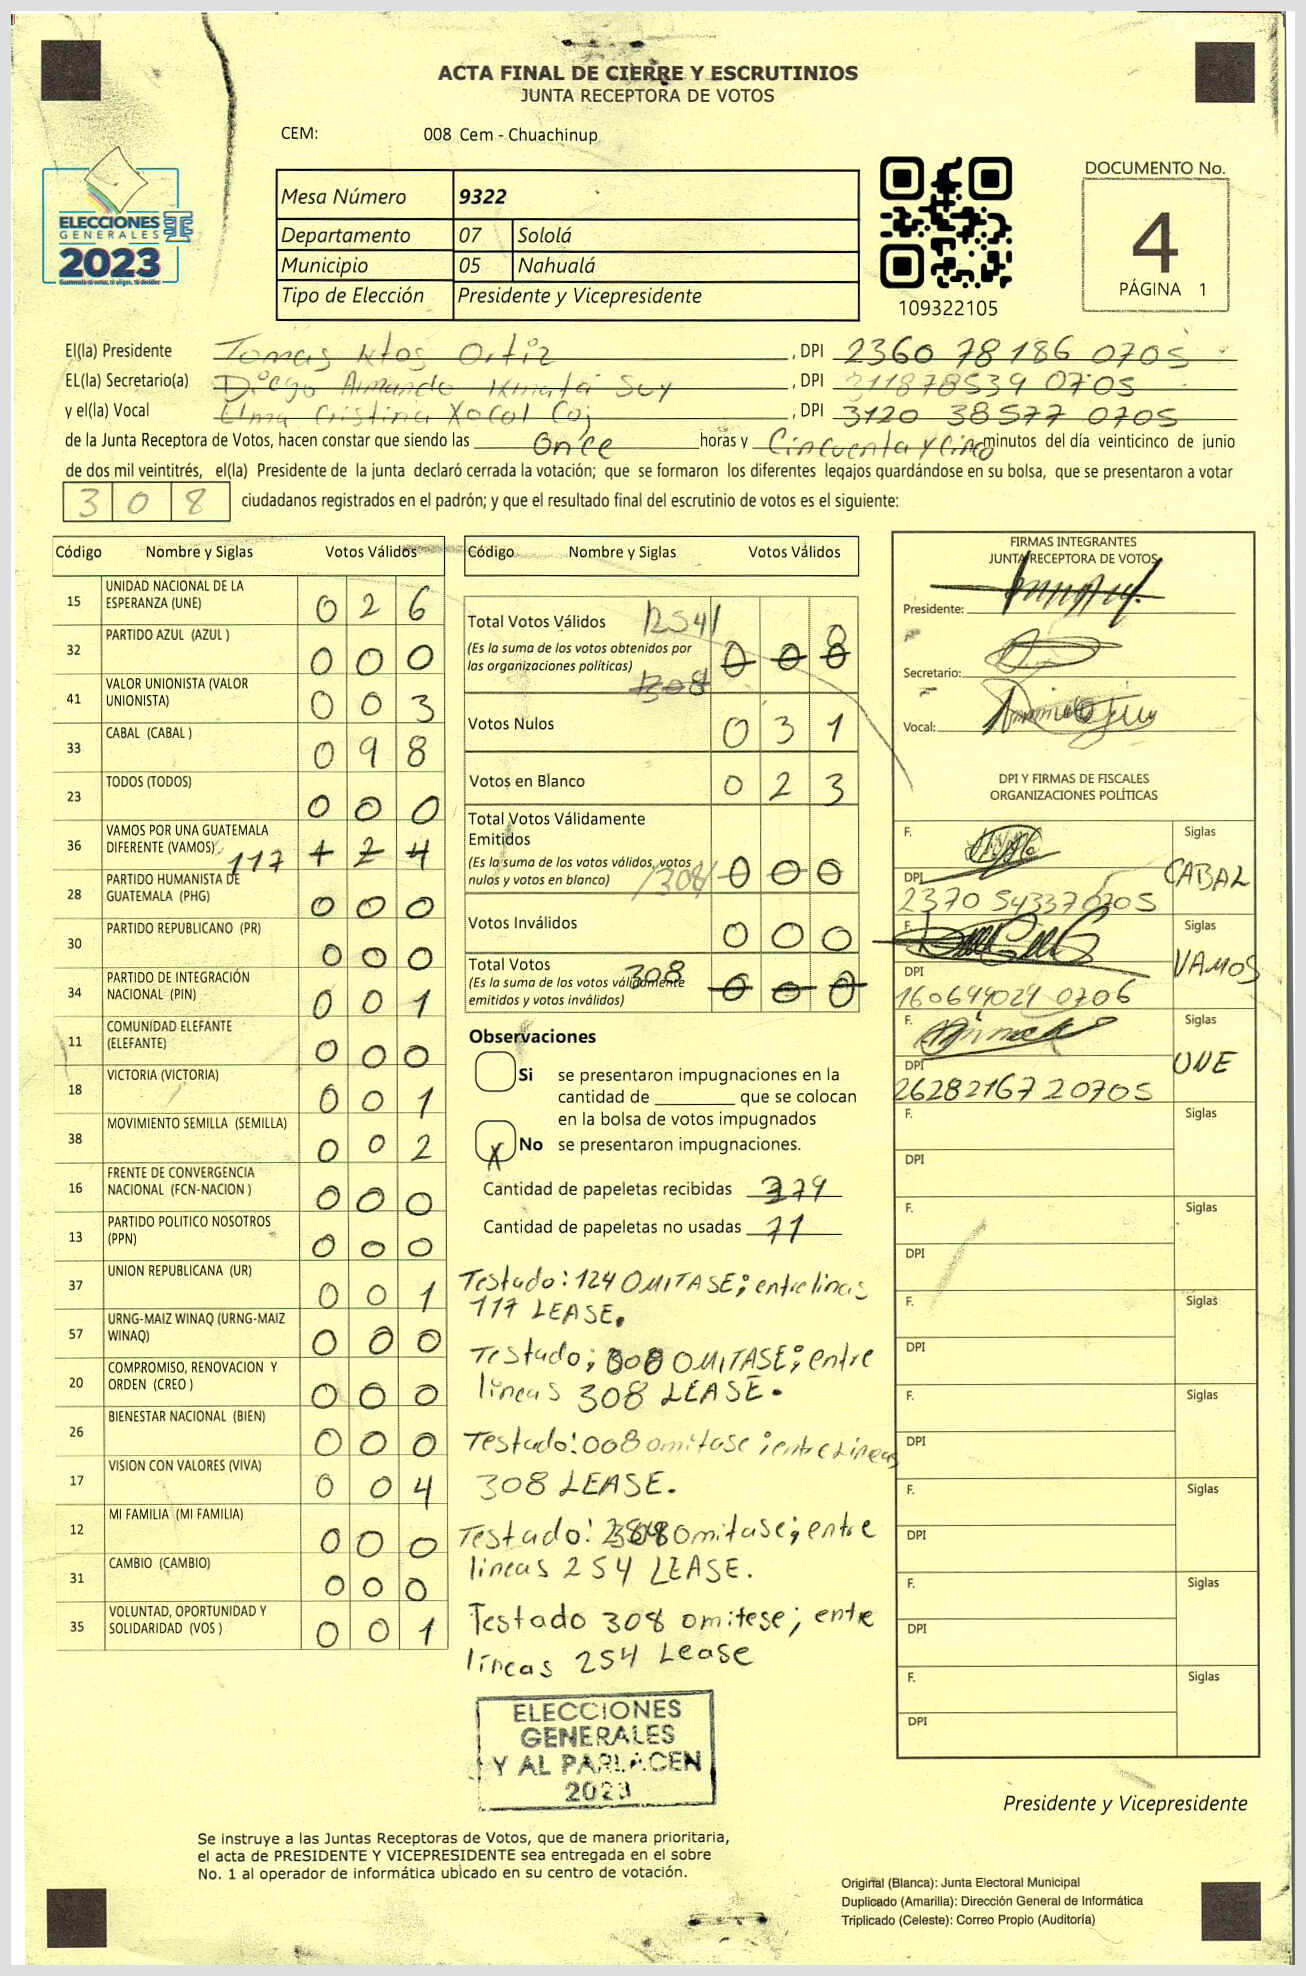 ACTA FINAL DE CIERRE Y ESCRUTINIOS
JUNTA RECEPTORA DE VOTOS
CEM: 008 Cem - Chuachinup
ELECCIONES
GENERALES
2023
Mesa Número 9322
Departamento 07 Sololá
Municipio 05 Nahualá
Tipo de Elección Presidente y Vicepresidente
109322105
DOCUMENTO No.
4
PÁGINA 1
El(la) Presidente Tomas Ortiz , DPI 2360 78186 0705
EL(la) Secretario(a) Diego Armando , DPI 311878539 0705
y el(la) Vocal Elma Cristina Xocol Coj , DPI 3120 38577 0705
de la Junta Receptora de Votos, hacen constar que siendo las Once horas y Cincuenta y Cinco minutos del día veinticinco de junio
de dos mil veintitrés, el(la) Presidente de la junta declaró cerrada la votación; que se formaron los diferentes legajos guardándose en su bolsa, que se presentaron a votar
308 ciudadanos registrados en el padrón; y que el resultado final del escrutinio de votos es el siguiente:
Código Nombre y Siglas Votos Válidos
15 UNIDAD NACIONAL DE LA
ESPERANZA (UNE) 0 2 6
32 PARTIDO AZUL (AZUL ) 0 0 0
41 VALOR UNIONISTA (VALOR
UNIONISTA) 0 0 3
33 CABAL (CABAL ) 0 9 8
23 TODOS (TODOS) 0 0 0
36 VAMOS POR UNA GUATEMALA
DIFERENTE (VAMOS) 117 1 2 4
28 PARTIDO HUMANISTA DE
GUATEMALA (PHG) 0 0 0
30 PARTIDO REPUBLICANO (PR) 0 0 0
34 PARTIDO DE INTEGRACIÓN
NACIONAL (PIN) 0 0 1
11 COMUNIDAD ELEFANTE
(ELEFANTE) 0 0 0
18 VICTORIA (VICTORIA) 0 0 1
38 MOVIMIENTO SEMILLA (SEMILLA) 0 0 2
16 FRENTE DE CONVERGENCIA
NACIONAL (FCN-NACION ) 0 0 0
13 PARTIDO POLITICO NOSOTROS
(PPN) 0 0 0
37 UNION REPUBLICANA (UR) 0 0 1
57 URNG-MAIZ WINAQ (URNG-MAIZ
WINAQ) 0 0 0
20 COMPROMISO, RENOVACION Y
ORDEN (CREO ) 0 0 0
26 BIENESTAR NACIONAL (BIEN) 0 0 0
17 VISION CON VALORES (VIVA) 0 0 4
12 MI FAMILIA (MI FAMILIA) 0 0 0
31 CAMBIO (CAMBIO) 0 0 0
35 VOLUNTAD, OPORTUNIDAD Y
SOLIDARIDAD (VOS ) 0 0 1
Código Nombre y Siglas Votos Válidos
Total Votos Válidos 254
(Es la suma de los votos obtenidos por
las organizaciones políticas) 308
Votos Nulos 0 3 1
Votos en Blanco 0 2 3
Total Votos Válidamente
Emitidos
(Es la suma de los votos válidos, votos
nulos y votos en blanco) 308 0 0 0
Votos Inválidos 0 0 0
Total Votos 308
(Es la suma de los votos válidamente
emitidos y votos inválidos)
Observaciones
Si se presentaron impugnaciones en la
cantidad de ________ que se colocan
en la bolsa de votos impugnados
X No se presentaron impugnaciones.
Cantidad de papeletas recibidas 379
Cantidad de papeletas no usadas 71
Testado: 124 OMITASE; entre lineas
117 LEASE.
Testado; 308 OMITASE; entre
líneas 308 LEASE.
Testado: 008 omitase; entre Lineas
308 LEASE.
Testado: omitase; entre
líneas 254 LEASE.
Testado 308 omitese; entre
líneas 254 Lease
ELECCIONES
GENERALES
Y AL PARLACEN
2023
FIRMAS INTEGRANTES
JUNTA RECEPTORA DE VOTOS
Presidente:
Secretario:
Vocal:
DPI Y FIRMAS DE FISCALES
ORGANIZACIONES POLÍTICAS
F. Siglas
DPI CABAL
2370 54337 0705
F. Siglas
DPI VAMOS
160649029 0706
F. Siglas
DPI UNE
26282167 20705
F. Siglas
DPI
F. Siglas
DPI
F. Siglas
DPI
F. Siglas
DPI
F. Siglas
DPI
F. Siglas
DPI
F. Siglas
DPI
Presidente y Vicepresidente
Se instruye a las Juntas Receptoras de Votos, que de manera prioritaria,
el acta de PRESIDENTE Y VICEPRESIDENTE sea entregada en el sobre
No. 1 al operador de informática ubicado en su centro de votación.
Original (Blanca): Junta Electoral Municipal
Duplicado (Amarilla): Dirección General de Informática
Triplicado (Celeste): Correo Propio (Auditoría)